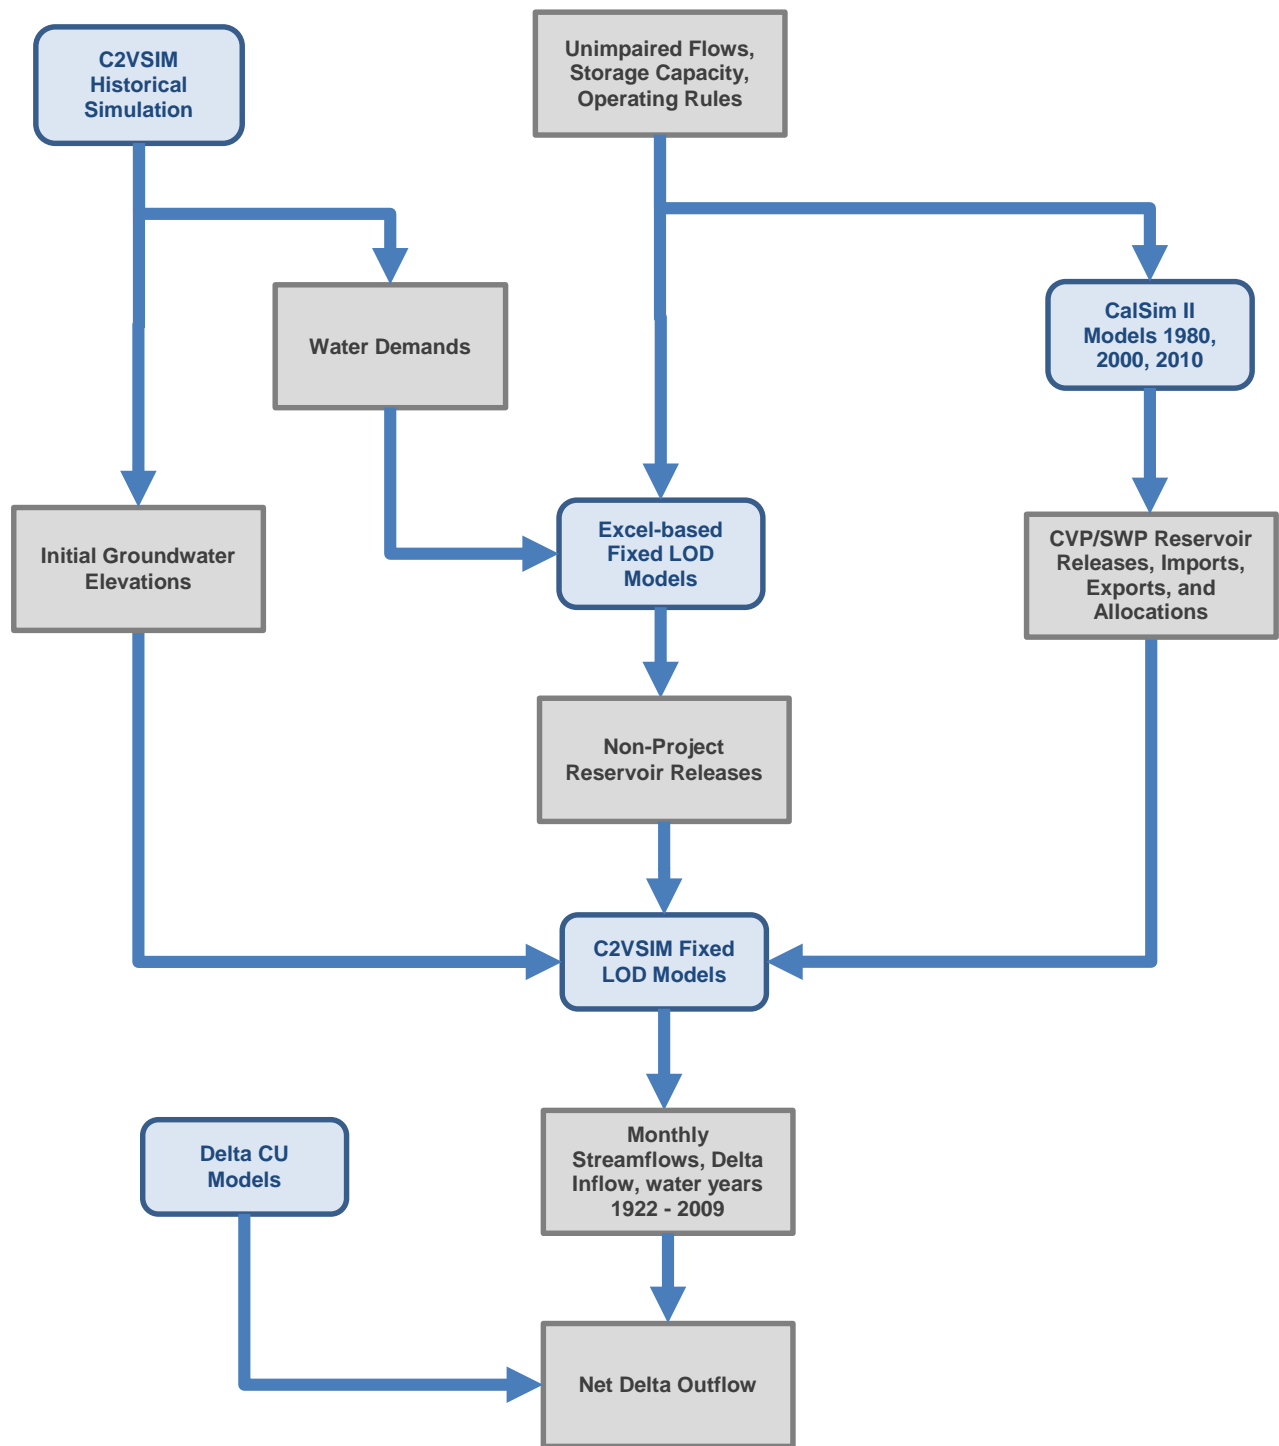 C2VSIM
Historical
Simulation
Unimpaired Flows,
Storage Capacity,
Operating Rules
Water Demands
CalSim II
Models 1980,
2000, 2010
Initial Groundwater
Elevations
Excel-based
Fixed LOD
Models
CVP/SWP Reservoir
Releases, Imports,
Exports, and
Allocations
Non-Project
Reservoir Releases
C2VSIM Fixed
LOD Models
Delta CU
Models
Monthly
Streamflows, Delta
Inflow, water years
1922 - 2009
Net Delta Outflow